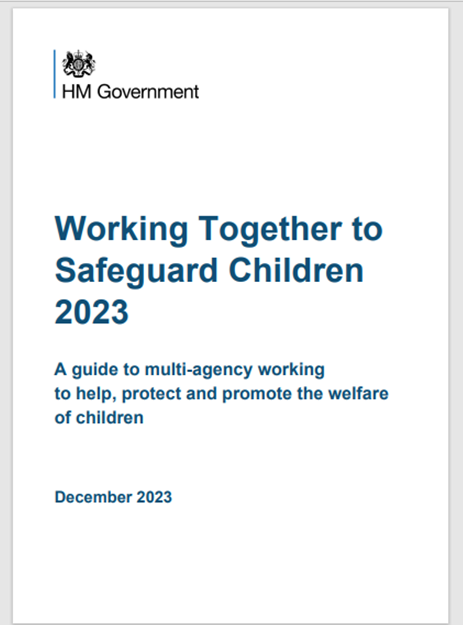 HM Government
Working Together to
Safeguard Children
2023
A guide to multi-agency working
to help, protect and promote the welfare
of children
December 2023